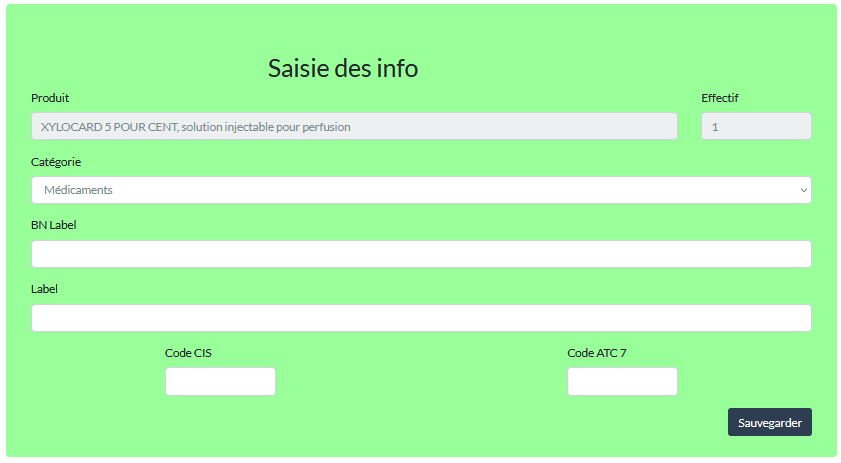 Saisie des info
Produit
Effectif
XYLOCARD 5 POUR CENT, solution injectable pour perfusion
1
Catégorie
Médicaments
BN Label
Label
Code CIS
Code ATC 7
Sauvegarder